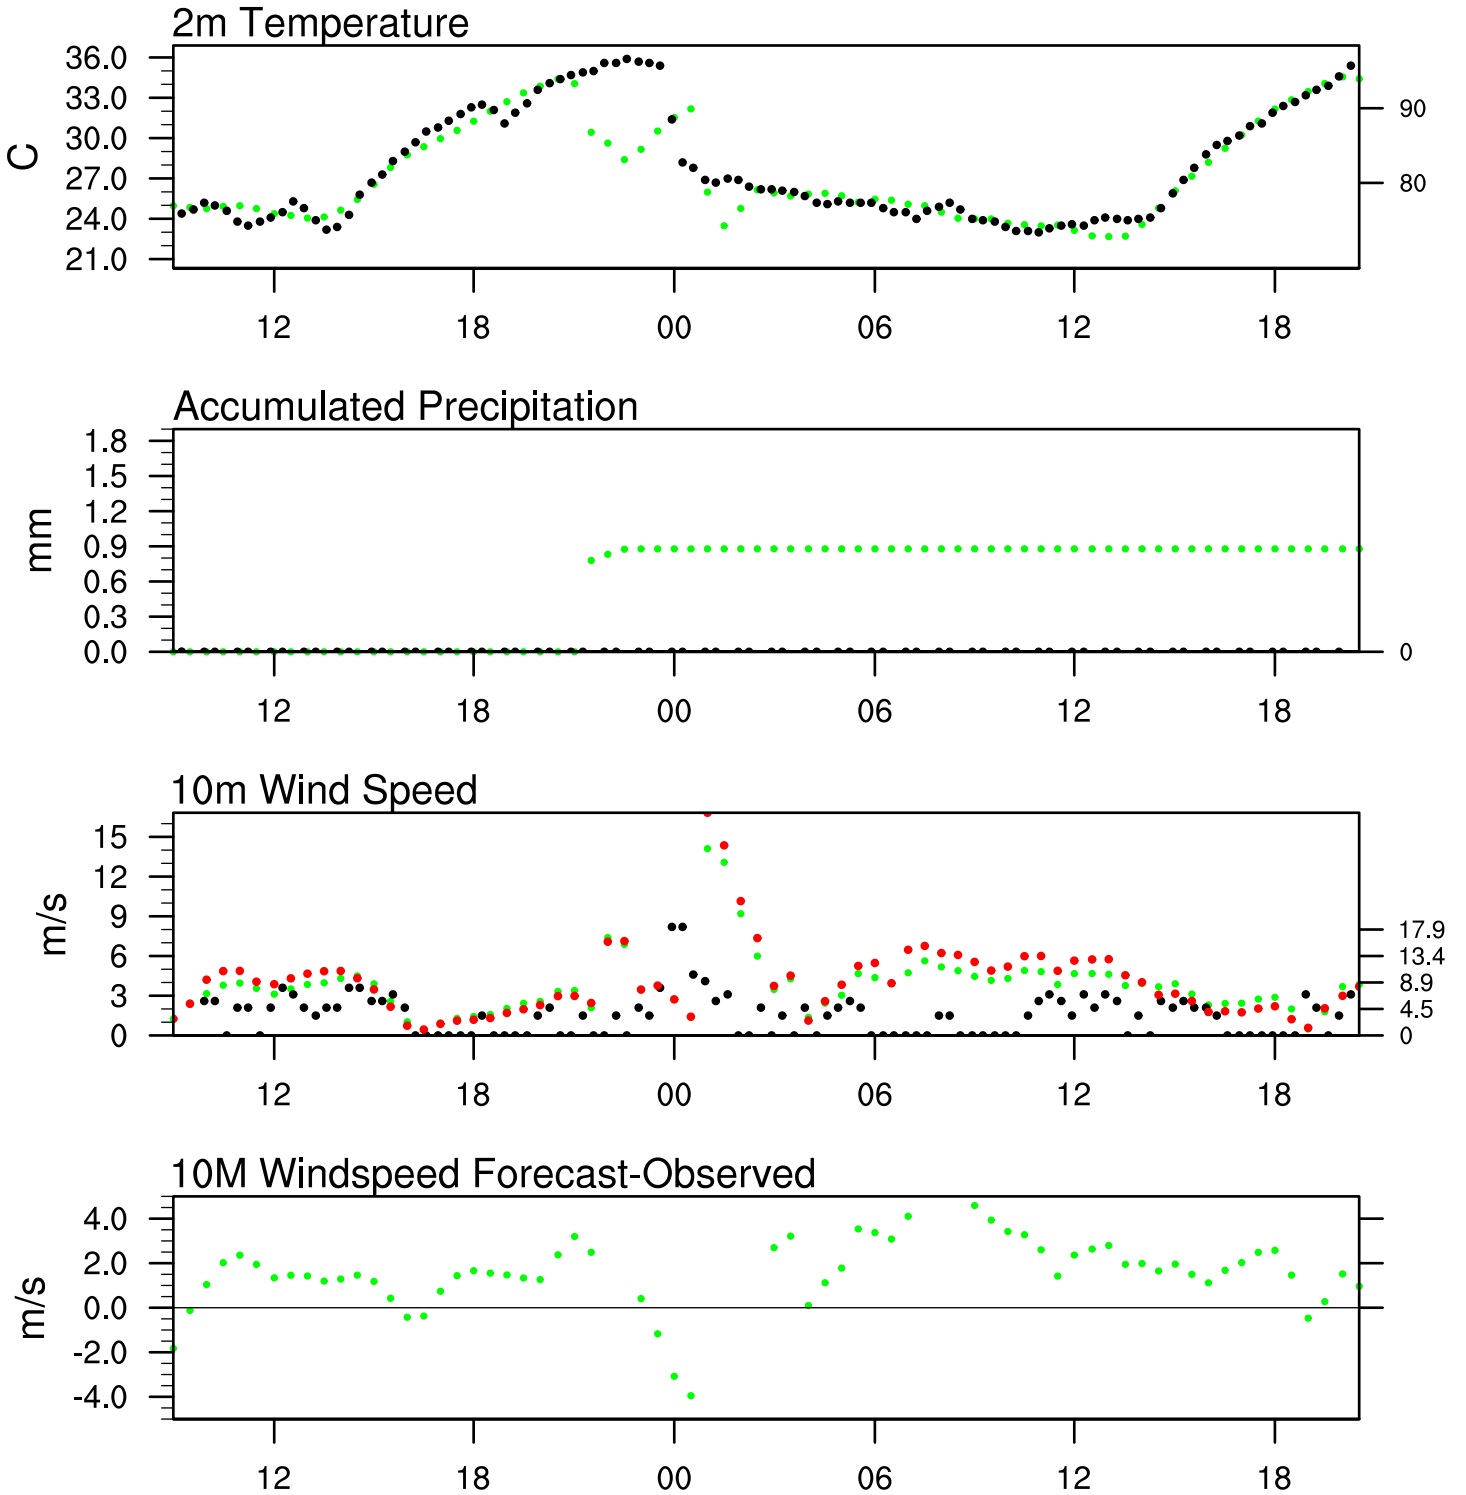 2m Temperature
36.0
33.0
90
30.0
C
27.0
80
24.0
21.0
12 18 00 06 12 18
Accumulated Precipitation
1.8
1.5
1.2
mm
0.9
0.6
0.3
0.0
0
12 18 00 06 12 18
10m Wind Speed
15
12
m/s
9
17.9
6
13.4
3
8.9
4.5
0
0
12 18 00 06 12 18
10M Windspeed Forecast-Observed
4.0
2.0
m/s
0.0
-2.0
-4.0
12 18 00 06 12 18